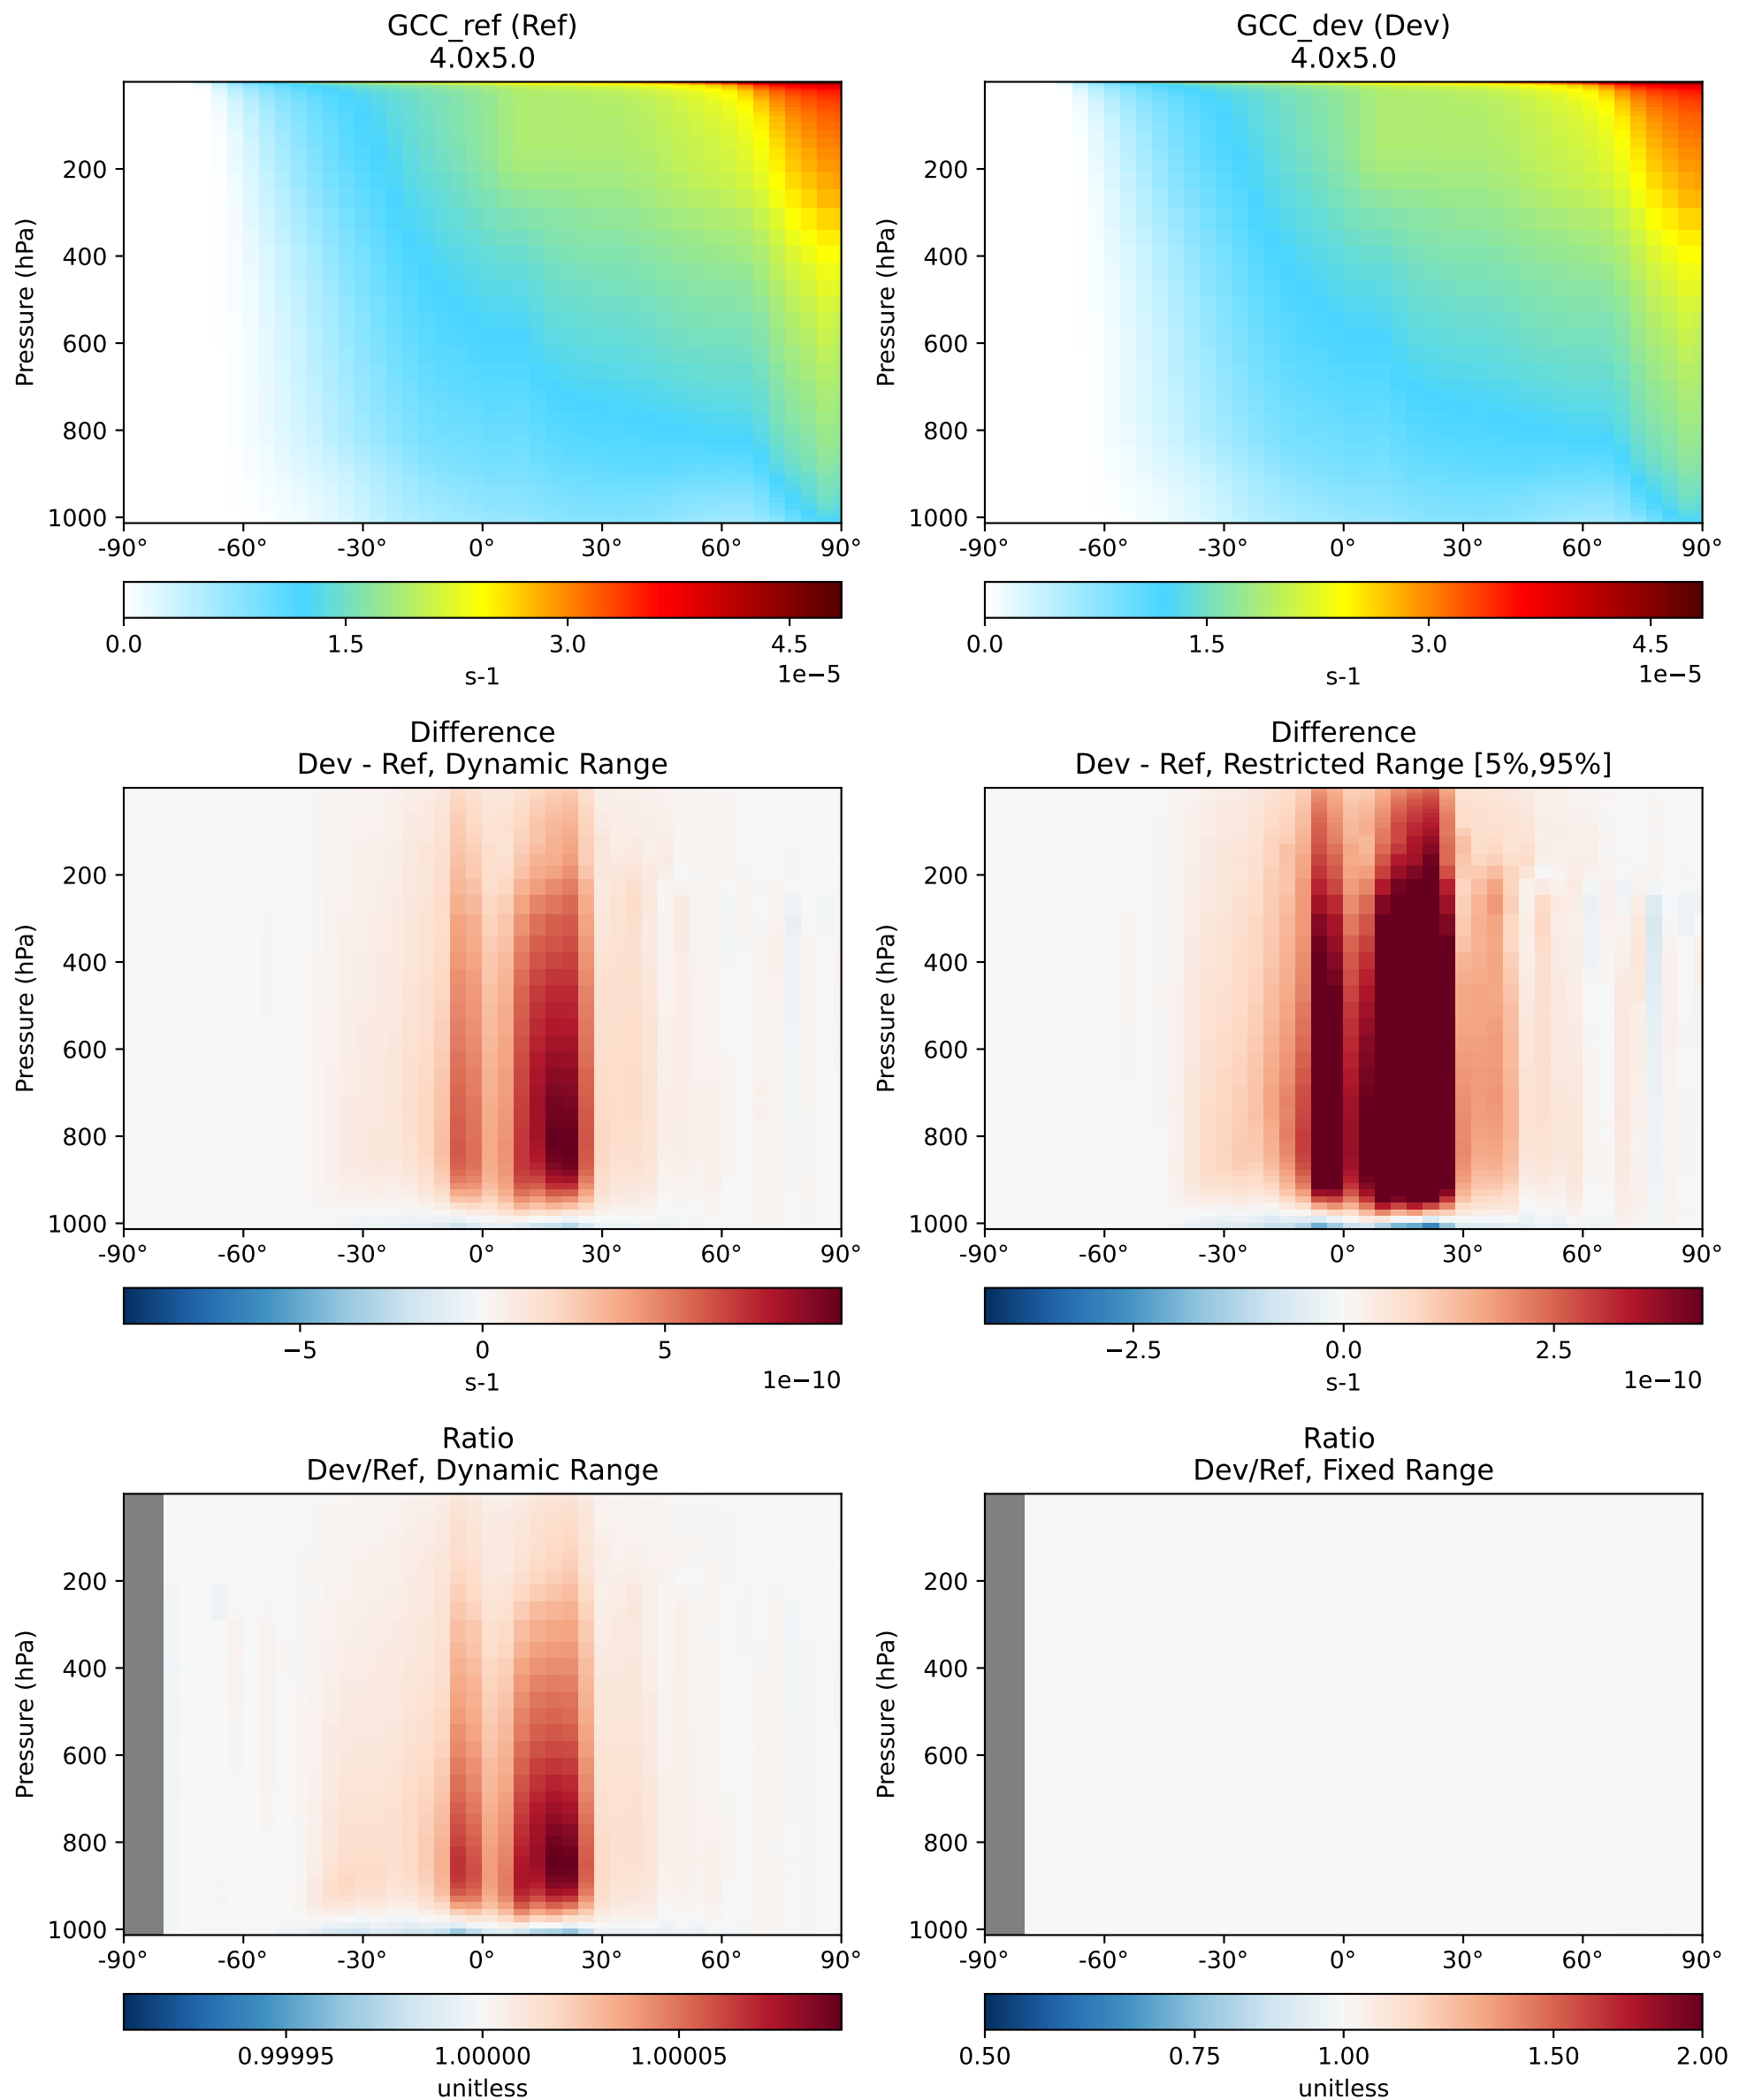 GCC_ref (Ref)
4.0x5.0
Pressure (hPa)
200
400
600
800
1000
-90° -60° -30° 0° 30° 60° 90°
0.0 1.5 3.0 4.5
s-1
1e−5
GCC_dev (Dev)
4.0x5.0
Pressure (hPa)
200
400
600
800
1000
-90° -60° -30° 0° 30° 60° 90°
0.0 1.5 3.0 4.5
s-1
1e−5
Difference
Dev - Ref, Dynamic Range
Pressure (hPa)
200
400
600
800
1000
-90° -60° -30° 0° 30° 60° 90°
−5 0 5
s-1
1e−10
Difference
Dev - Ref, Restricted Range [5%,95%]
Pressure (hPa)
200
400
600
800
1000
-90° -60° -30° 0° 30° 60° 90°
−2.5 0.0 2.5
s-1
1e−10
Ratio
Dev/Ref, Dynamic Range
Pressure (hPa)
200
400
600
800
1000
-90° -60° -30° 0° 30° 60° 90°
0.99995 1.00000 1.00005
unitless
Ratio
Dev/Ref, Fixed Range
Pressure (hPa)
200
400
600
800
1000
-90° -60° -30° 0° 30° 60° 90°
0.50 0.75 1.00 1.50 2.00
unitless